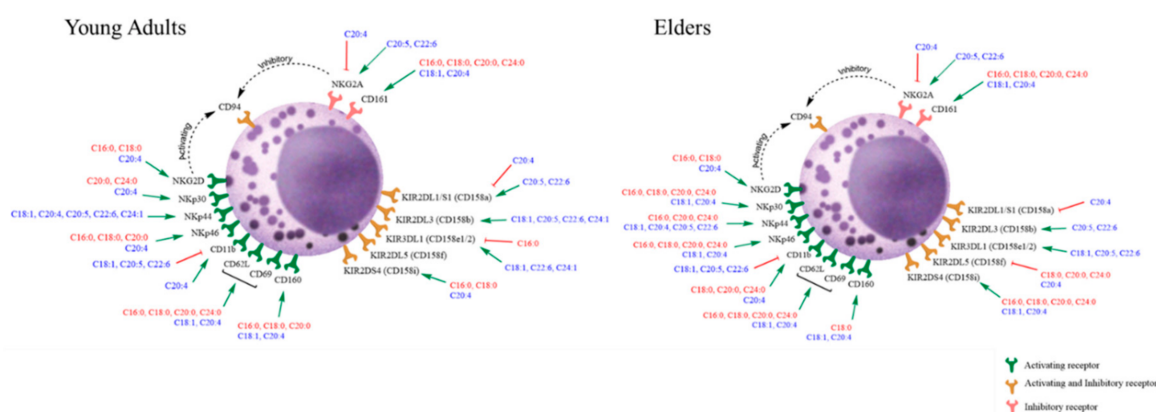 Young Adults
C20:4
C20:5, C22:6
C16:0, C18:0, C20:0, C24:0
C18:1, C20:4
Inhibitory
NKG2A
CD161
CD94
Activating
C16:0, C18:0
C20:4
NKG2D
C20:0, C24:0
C20:4
NKp30
C18:1, C20:4, C20:5, C22:6, C24:1
NKp44
C16:0, C18:0, C20:0
C20:4
NKp46
CD11b
C18:1, C20:5, C22:6
CD62L
CD69
CD160
C20:4
C16:0, C18:0, C20:0, C24:0
C18:1, C20:4
C16:0, C18:0, C20:0
C18:1, C20:4
C20:4
KIR2DL1/S1 (CD158a)
C20:5, C22:6
KIR2DL3 (CD158b)
C18:1, C20:5, C22:6, C24:1
KIR3DL1 (CD158e1/2)
C16:0
KIR2DL5 (CD158f)
C18:1, C22:6, C24:1
KIR2DS4 (CD158i)
C16:0, C18:0
C20:4
Elders
C20:4
C20:5, C22:6
C16:0, C18:0, C20:0, C24:0
C18:1, C20:4
Inhibitory
NKG2A
CD161
CD94
Activating
C16:0, C18:0
C20:4
NKG2D
C16:0, C18:0, C20:0, C24:0
C18:1, C20:4
NKp30
C16:0, C20:0, C24:0
C18:1, C20:4, C20:5, C22:6
NKp44
C16:0, C18:0, C20:0, C24:0
C18:1, C20:4
NKp46
CD11b
C18:1, C20:5, C22:6
CD62L
CD69
CD160
C18:0, C20:0, C24:0
C20:4
C16:0, C18:0, C20:0, C24:0
C18:1, C20:4
C18:0
C18:1, C20:4
KIR2DL1/S1 (CD158a)
C20:4
KIR2DL3 (CD158b)
C20:5, C22:6
KIR3DL1 (CD158e1/2)
C18:1, C20:5, C22:6
KIR2DL5 (CD158f)
C18:0, C20:0, C24:0
C20:4
KIR2DS4 (CD158i)
C16:0, C18:0, C20:0, C24:0
C18:1, C20:4
Activating receptor
Activating and Inhibitory receptor
Inhibitory receptor